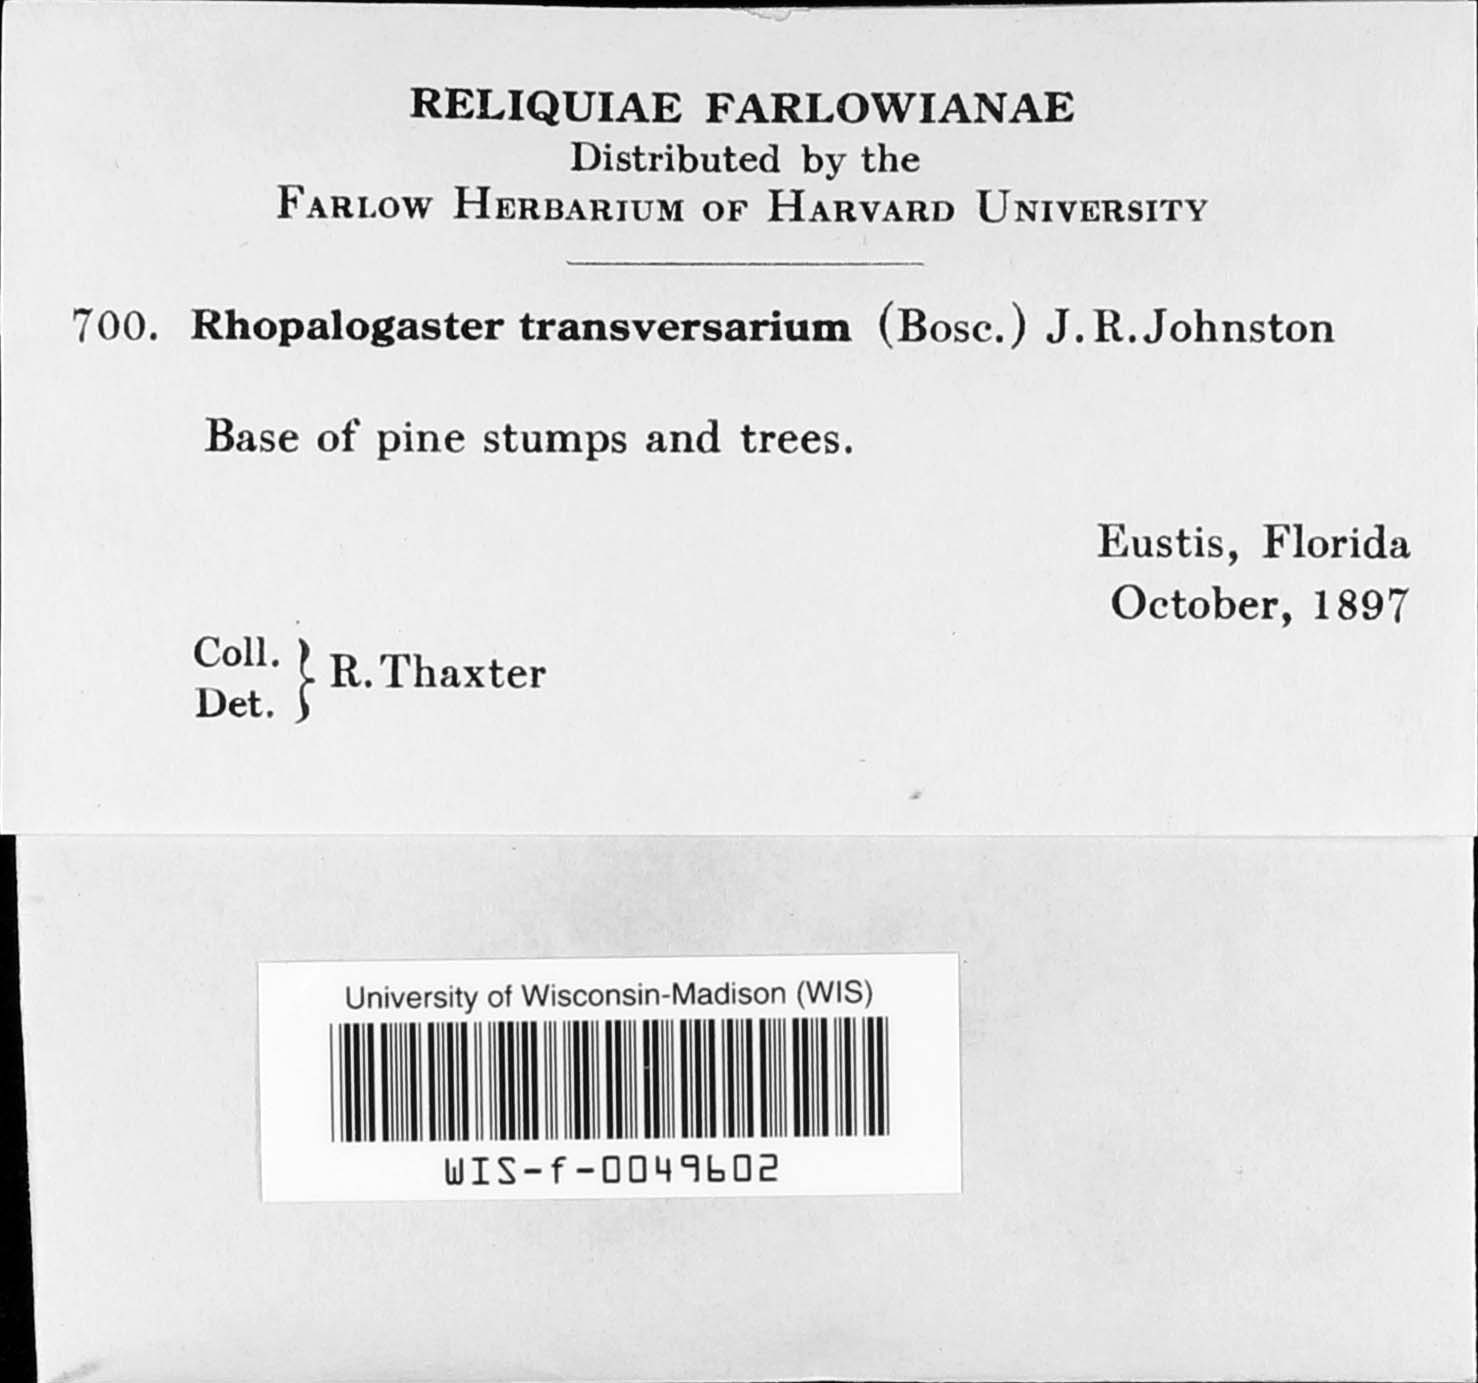 RELIQUIAE FARLOWIANAE
Distributed by the
FARLOW HERBARIUM OF HARVARD UNIVERSITY
700. Rhopalogaster transversarium (Bosc.) J.R.Johnston
Base of pine stumps and trees.
Eustis, Florida
October, 1897
Coll.
Det. } R.Thaxter
University of Wisconsin-Madison (WIS)
WIS-f-0049602